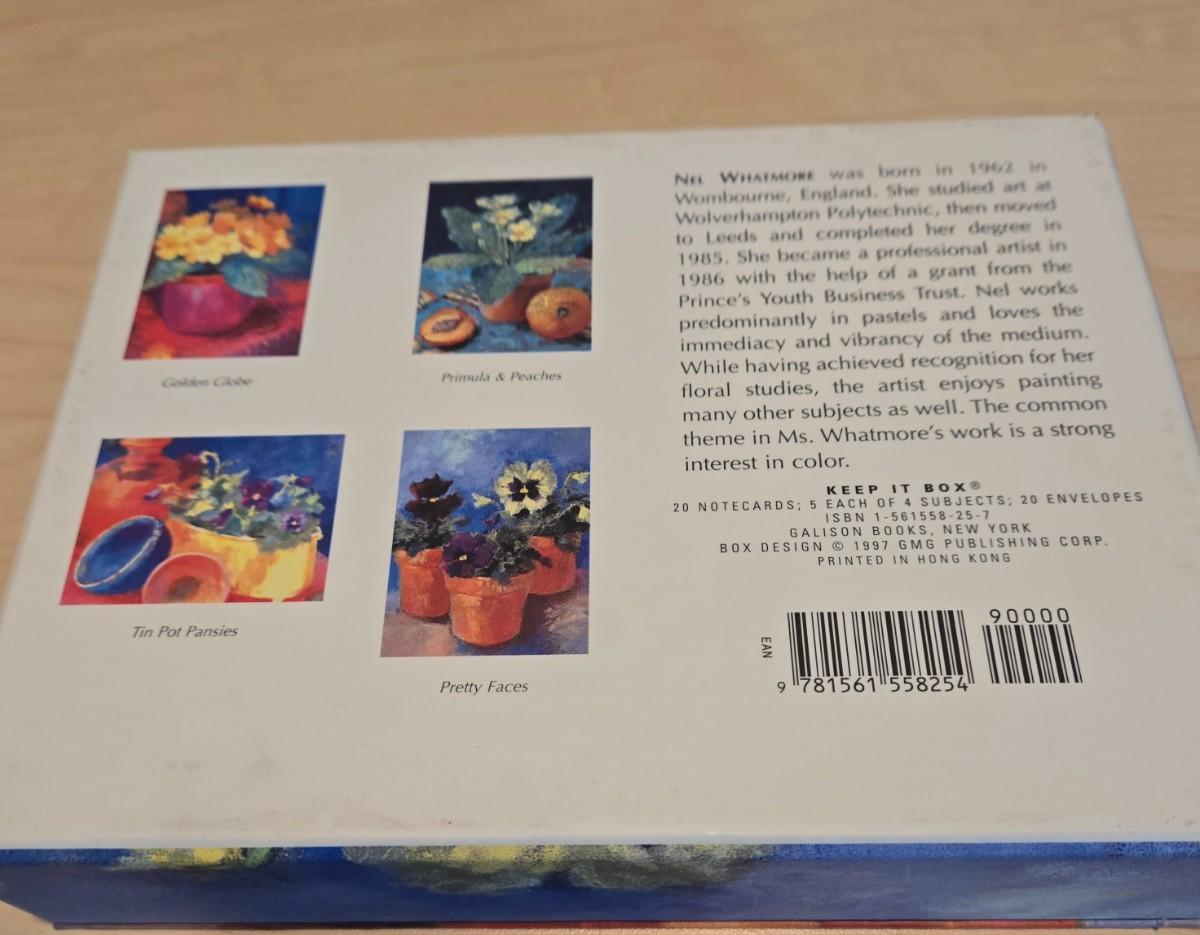 Golden Globe
Primula & Peaches
Tin Pot Pansies
Pretty Faces
NEL WHATMORE was born in 1962 in
Wombourne, England. She studied art at
Wolverhampton Polytechnic, then moved
to Leeds and completed her degree in
1985. She became a professional artist in
1986 with the help of a grant from the
Prince's Youth Business Trust. Nel works
predominantly in pastels and loves the
immediacy and vibrancy of the medium.
While having achieved recognition for her
floral studies, the artist enjoys painting
many other subjects as well. The common
theme in Ms. Whatmore's work is a strong
interest in color.
KEEP IT BOX®
20 NOTECARDS; 5 EACH OF 4 SUBJECTS; 20 ENVELOPES
ISBN 1-561558-25-7
GALISON BOOKS, NEW YORK
BOX DESIGN © 1997 GMG PUBLISHING CORP.
PRINTED IN HONG KONG
90000
EAN
9 781561 558254